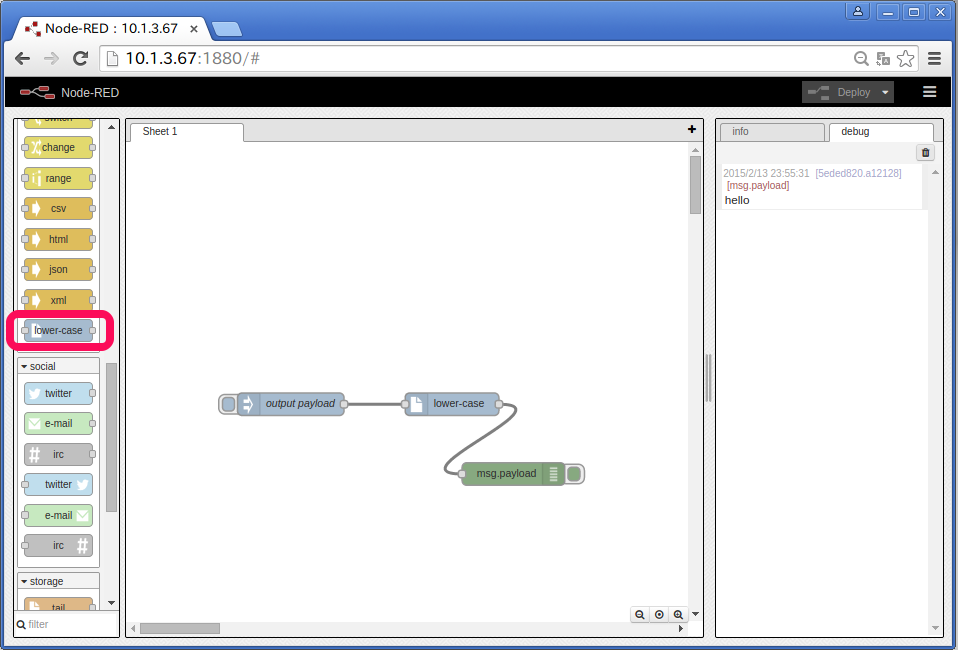 Node-RED : 10.1.3.67
10.1.3.67:1880/#
Node-RED
Deploy
switch
change
range
csv
html
json
xml
lower-case
social
twitter
e-mail
irc
twitter
e-mail
irc
storage
tail
filter
Sheet 1
output payload
lower-case
msg.payload
info
debug
2015/2/13 23:55:31 [5eded820.a12128]
[msg.payload]
hello